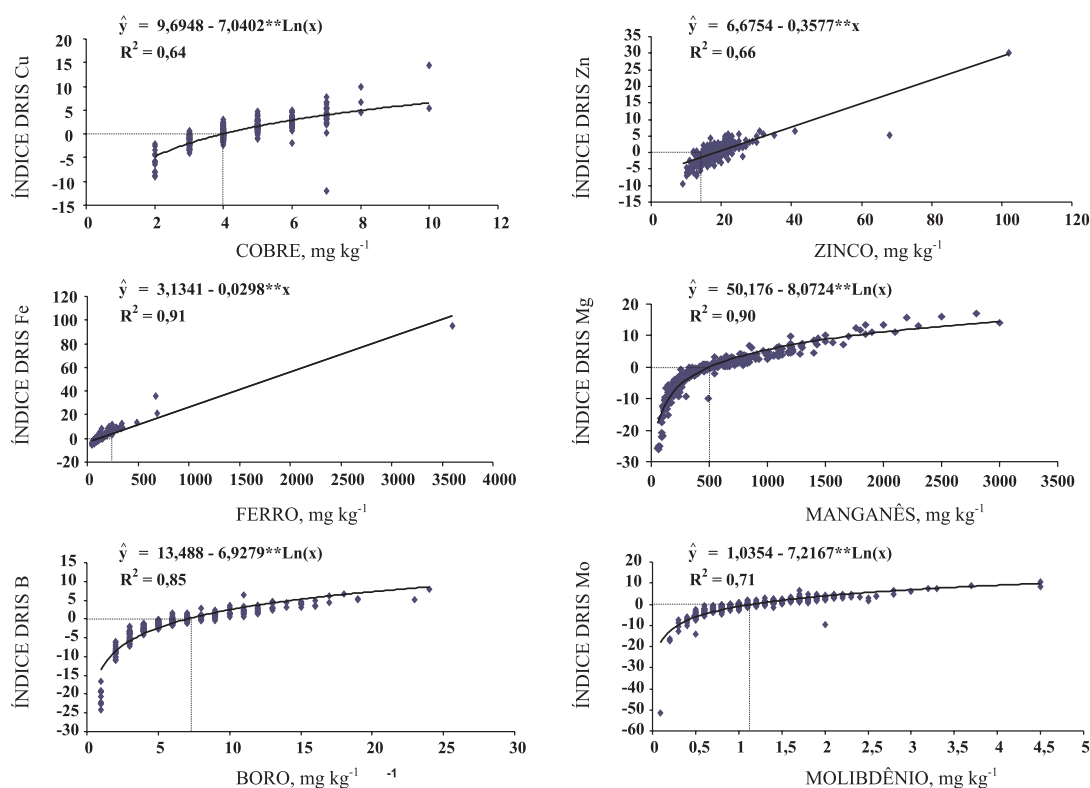 ŷ = 9,6948 - 7,0402**Ln(x)
R² = 0,64
ÍNDICE DRIS Cu
20
15
10
5
0
-5
-10
-15
0 2 4 6 8 10 12
COBRE, mg kg⁻¹
ŷ = 6,6754 - 0,3577**x
R² = 0,66
ÍNDICE DRIS Zn
35
30
25
20
15
10
5
0
-5
-10
-15
0 20 40 60 80 100 120
ZINCO, mg kg⁻¹
ŷ = 3,1341 - 0,0298**x
R² = 0,91
ÍNDICE DRIS Fe
120
100
80
60
40
20
0
-20
0 500 1000 1500 2000 2500 3000 3500 4000
FERRO, mg kg⁻¹
ŷ = 50,176 - 8,0724**Ln(x)
R² = 0,90
ÍNDICE DRIS Mg
20
10
0
-10
-20
-30
0 500 1000 1500 2000 2500 3000 3500
MANGANÊS, mg kg⁻¹
ŷ = 13,488 - 6,9279**Ln(x)
R² = 0,85
ÍNDICE DRIS B
15
10
5
0
-5
-10
-15
-20
-25
-30
0 5 10 15 20 25 30
BORO, mg kg⁻¹ -1
ŷ = 1,0354 - 7,2167**Ln(x)
R² = 0,71
ÍNDICE DRIS Mo
20
10
0
-10
-20
-30
-40
-50
-60
0 0,5 1 1,5 2 2,5 3 3,5 4 4,5 5
MOLIBDÊNIO, mg kg⁻¹